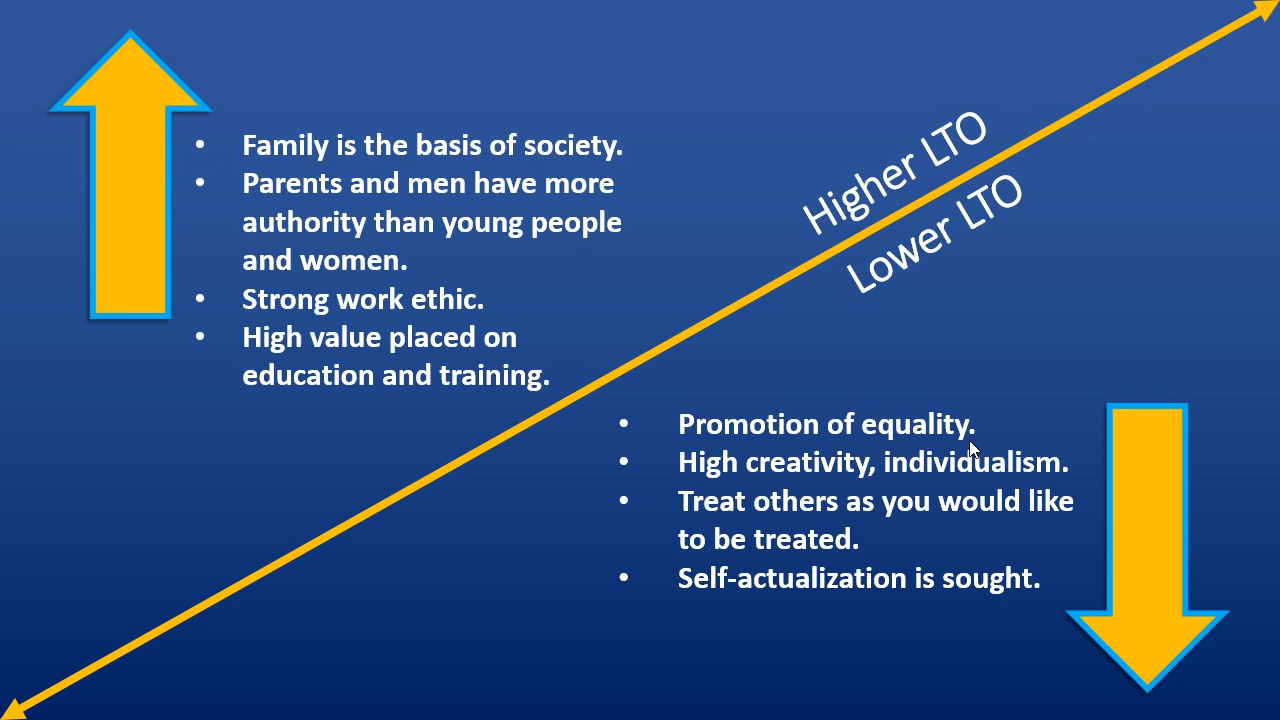 Higher LTO
Lower LTO
• Family is the basis of society.
• Parents and men have more
authority than young people
and women.
• Strong work ethic.
• High value placed on
education and training.
• Promotion of equality.
• High creativity, individualism.
• Treat others as you would like
to be treated.
• Self-actualization is sought.